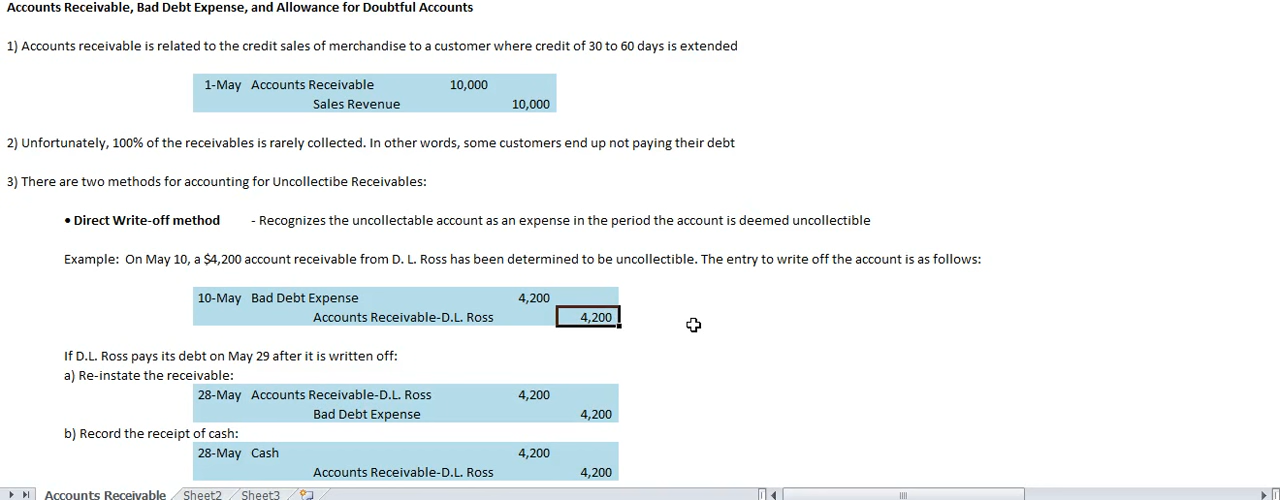 Accounts Receivable, Bad Debt Expense, and Allowance for Doubtful Accounts
1) Accounts receivable is related to the credit sales of merchandise to a customer where credit of 30 to 60 days is extended
1-May Accounts Receivable 10,000
Sales Revenue 10,000
2) Unfortunately, 100% of the receivables is rarely collected. In other words, some customers end up not paying their debt
3) There are two methods for accounting for Uncollectibe Receivables:
• Direct Write-off method - Recognizes the uncollectable account as an expense in the period the account is deemed uncollectible
Example: On May 10, a $4,200 account receivable from D. L. Ross has been determined to be uncollectible. The entry to write off the account is as follows:
10-May Bad Debt Expense 4,200
Accounts Receivable-D.L. Ross 4,200
If D.L. Ross pays its debt on May 29 after it is written off:
a) Re-instate the receivable:
28-May Accounts Receivable-D.L. Ross 4,200
Bad Debt Expense 4,200
b) Record the receipt of cash:
28-May Cash 4,200
Accounts Receivable-D.L. Ross 4,200
Accounts Receivable Sheet2 Sheet3